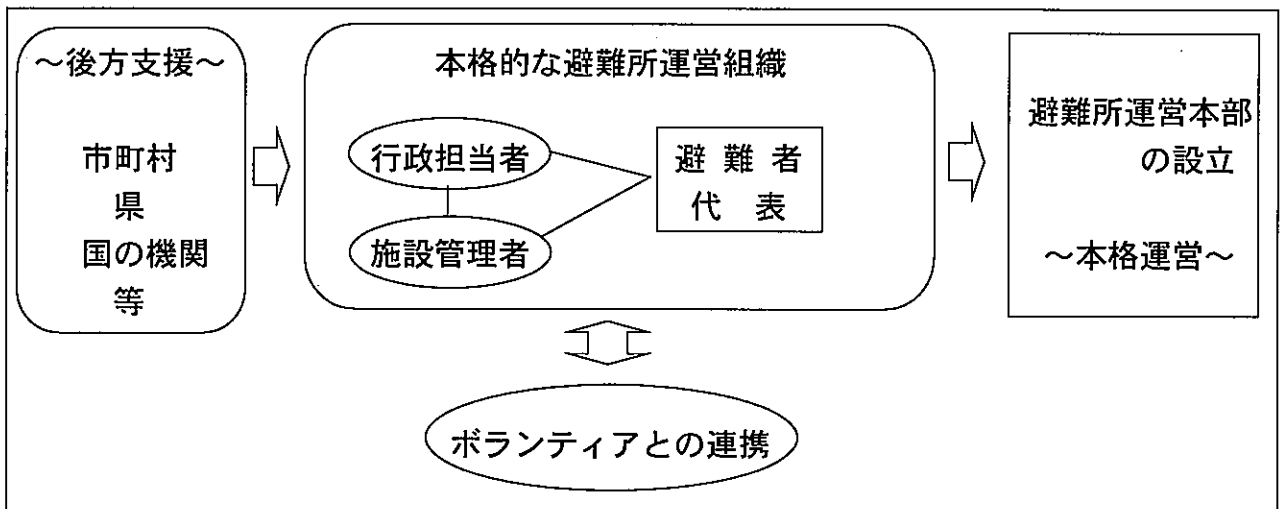 ～後方支援～
市町村
県
国の機関
等
本格的な避難所運営組織
行政担当者
施設管理者
避難者
代表
避難所運営本部
の設立
～本格運営～
ボランティアとの連携